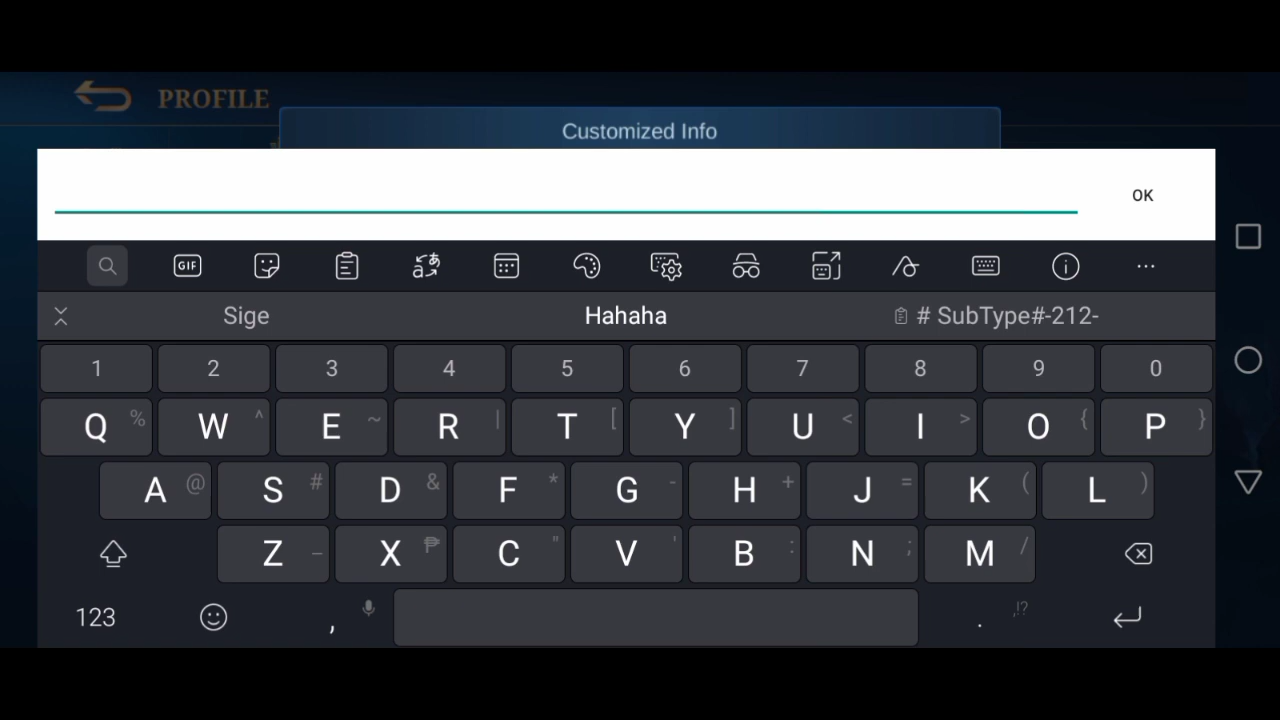 PROFILE
Customized Info
OK
GIF
Sige Hahaha # SubType#-212-
1 2 3 4 5 6 7 8 9 0
Q % W ^ E ~ R | T [ Y ] U < I > O { P }
A @ S # D & F * G - H + J = K ( L )
Z _ X ₱ C " V ' B : N ; M /
123 , . ,!?